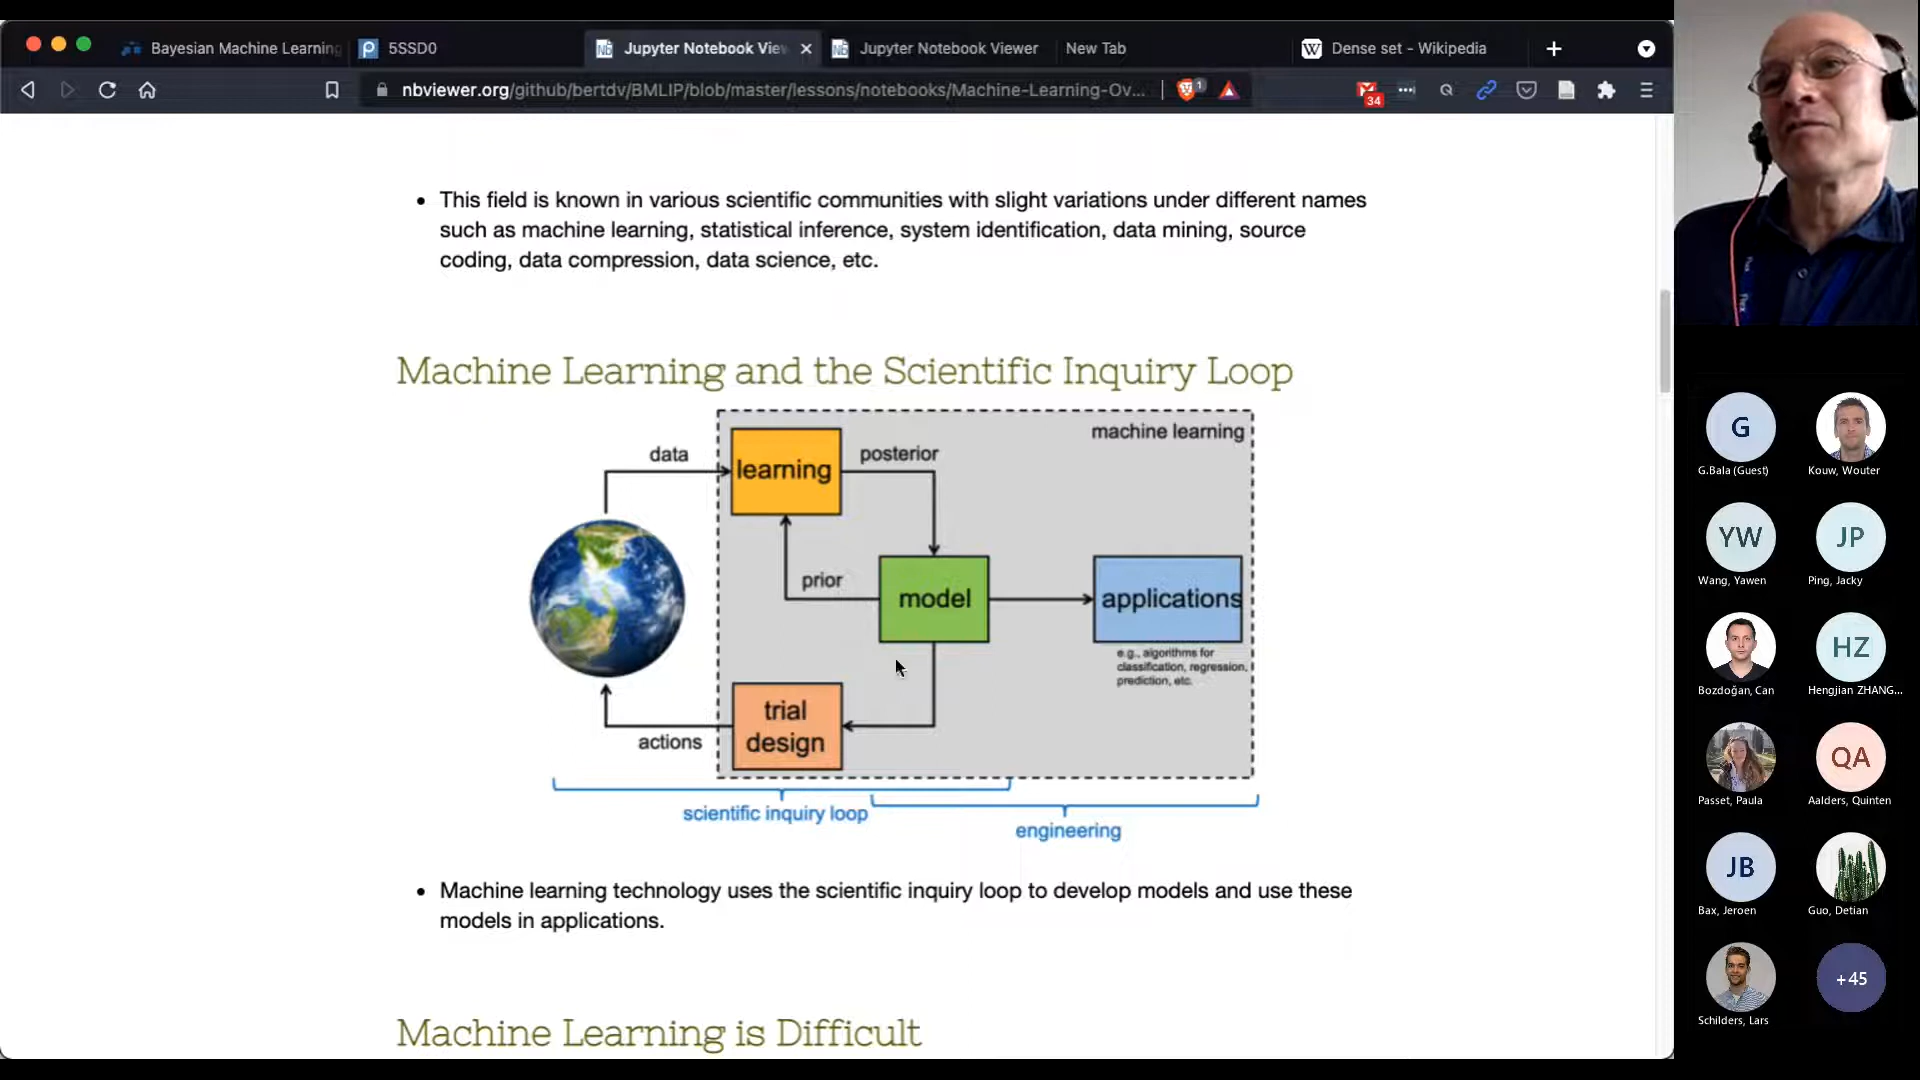 Bayesian Machine Learning
5SSD0
Jupyter Notebook View
Jupyter Notebook Viewer
New Tab
Dense set - Wikipedia
nbviewer.org/github/bertdv/BMLIP/blob/master/lessons/notebooks/Machine-Learning-Ov...
1
34
This field is known in various scientific communities with slight variations under different names
such as machine learning, statistical inference, system identification, data mining, source
coding, data compression, data science, etc.
Machine Learning and the Scientific Inquiry Loop
machine learning
data
learning
posterior
prior
model
applications
e.g., algorithms for
classification, regression,
prediction, etc.
trial
design
actions
scientific inquiry loop
engineering
Machine learning technology uses the scientific inquiry loop to develop models and use these
models in applications.
Machine Learning is Difficult
G
G.Bala (Guest)
Kouw, Wouter
YW
Wang, Yawen
JP
Ping, Jacky
Bozdoğan, Can
HZ
Hengjian ZHANG...
Passet, Paula
QA
Aalders, Quinten
JB
Bax, Jeroen
Guo, Detian
Schilders, Lars
+45